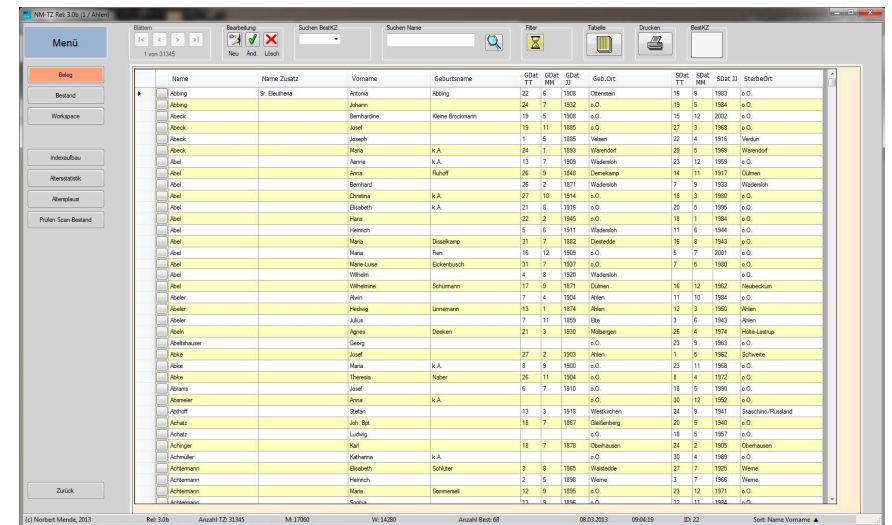 NM-TZ Rel: 3.0b (1 / Ahlen)
Menü
Blättern Bearbeitung Suchen BestKZ Suchen Name Filter Tabelle Drucken BestKZ
1 von 31345 Neu Änd. Lösch
Beleg
Bestand
Workspace
Indexaufbau
Altersstatistik
Altersplausi
Prüfen Scan-Bestand
Zurück
Name Name Zusatz Vorname Geburtsname GDat TT GDat MM GDat JJ Geb.Ort SDat TT SDat MM SDat JJ SterbeOrt
Abbing Sr. Eleutheria Antonia Abbing 22 6 1908 Ottenstein 16 9 1983 o.O.
Abbing Johann 24 7 1932 o.O. 19 5 1984 o.O.
Abeck Bernhardine Kleine Brockmann 19 5 1908 o.O. 15 12 2002 o.O.
Abeck Josef 19 11 1885 o.O. 27 3 1968 o.O.
Abeck Joseph 1 5 1885 Velsen 22 4 1916 Verdun
Abeck Maria k.A. 24 1 1893 Warendorf 29 5 1969 Warendorf
Abel Aenne k.A. 13 7 1909 Wadersloh 23 12 1959 o.O.
Abel Anna Ruhoff 26 9 1848 Dernekamp 14 11 1917 Dülmen
Abel Bernhard 26 2 1871 Wadersloh 7 9 1933 Wadersloh
Abel Christina k.A. 27 10 1914 o.O. 18 3 1980 o.O.
Abel Elisabeth k.A. 21 8 1916 o.O. 20 5 1995 o.O.
Abel Hans 22 2 1945 o.O. 18 1 1984 o.O.
Abel Heinrich 5 6 1911 Wadersloh 11 6 1944 o.O.
Abel Maria Disselkamp 31 7 1882 Diestedde 16 8 1943 o.O.
Abel Maria Fien 16 12 1909 o.O. 5 7 2001 o.O.
Abel Marie-Luise Eickenbusch 31 7 1937 o.O. 7 5 1980 o.O.
Abel Wilhelm 4 8 1920 Wadersloh o.O.
Abel Wilhelmine Schürmann 17 9 1871 Dülmen 16 12 1962 Neubeckum
Abeler Alwin 7 4 1904 Ahlen 11 10 1984 o.O.
Abeler Hedwig Linnemann 13 1 1874 Ahlen 12 3 1950 Ahlen
Abeler Julius 7 11 1859 Elte 3 6 1943 Ahlen
Abeln Agnes Deeken 21 3 1930 Molbergen 26 4 1974 Holte-Lastrup
Abeltshauser Georg o.O. 23 9 1963 o.O.
Abke Josef 27 2 1903 Ahlen 1 5 1962 Schwerte
Abke Maria k.A. 8 9 1900 o.O. 23 11 1968 o.O.
Abke Theresia Naber 26 11 1904 o.O. 8 4 1972 o.O.
Abrams Josef 6 7 1910 o.O. 18 5 1990 o.O.
Absmeier Anna k.A. o.O. 30 12 1952 o.O.
Abthoff Stefan 13 3 1918 Westkirchen 24 9 1941 Ssaschino/Russland
Achatz Joh. Bpt. 18 7 1867 Gleißenberg 20 5 1940 o.O.
Achatz Ludwig o.O. 18 5 1957 o.O.
Achinger Karl 18 7 1878 Oberhausen 24 2 1905 Oberhausen
Achmüller Katharina k.A. o.O. 30 4 1989 o.O.
Achtermann Elisabeth Schlüter 3 8 1865 Walstedde 27 7 1925 Werne
Achtermann Heinrich 2 5 1898 Werne 3 7 1966 Werne
Achtermann Maria Sommersell 12 9 1895 o.O. 23 12 1971 o.O.
Achtermann Sophia 13 9 1896 o.O. 12 11 1984 o.O.
(c) Norbert Mende, 2013 Rel: 3.0b Anzahl TZ: 31345 M: 17060 W: 14280 Anzahl Best: 68 08.03.2013 09:04:19 ID: 22 Sort: Name Vorname ▲